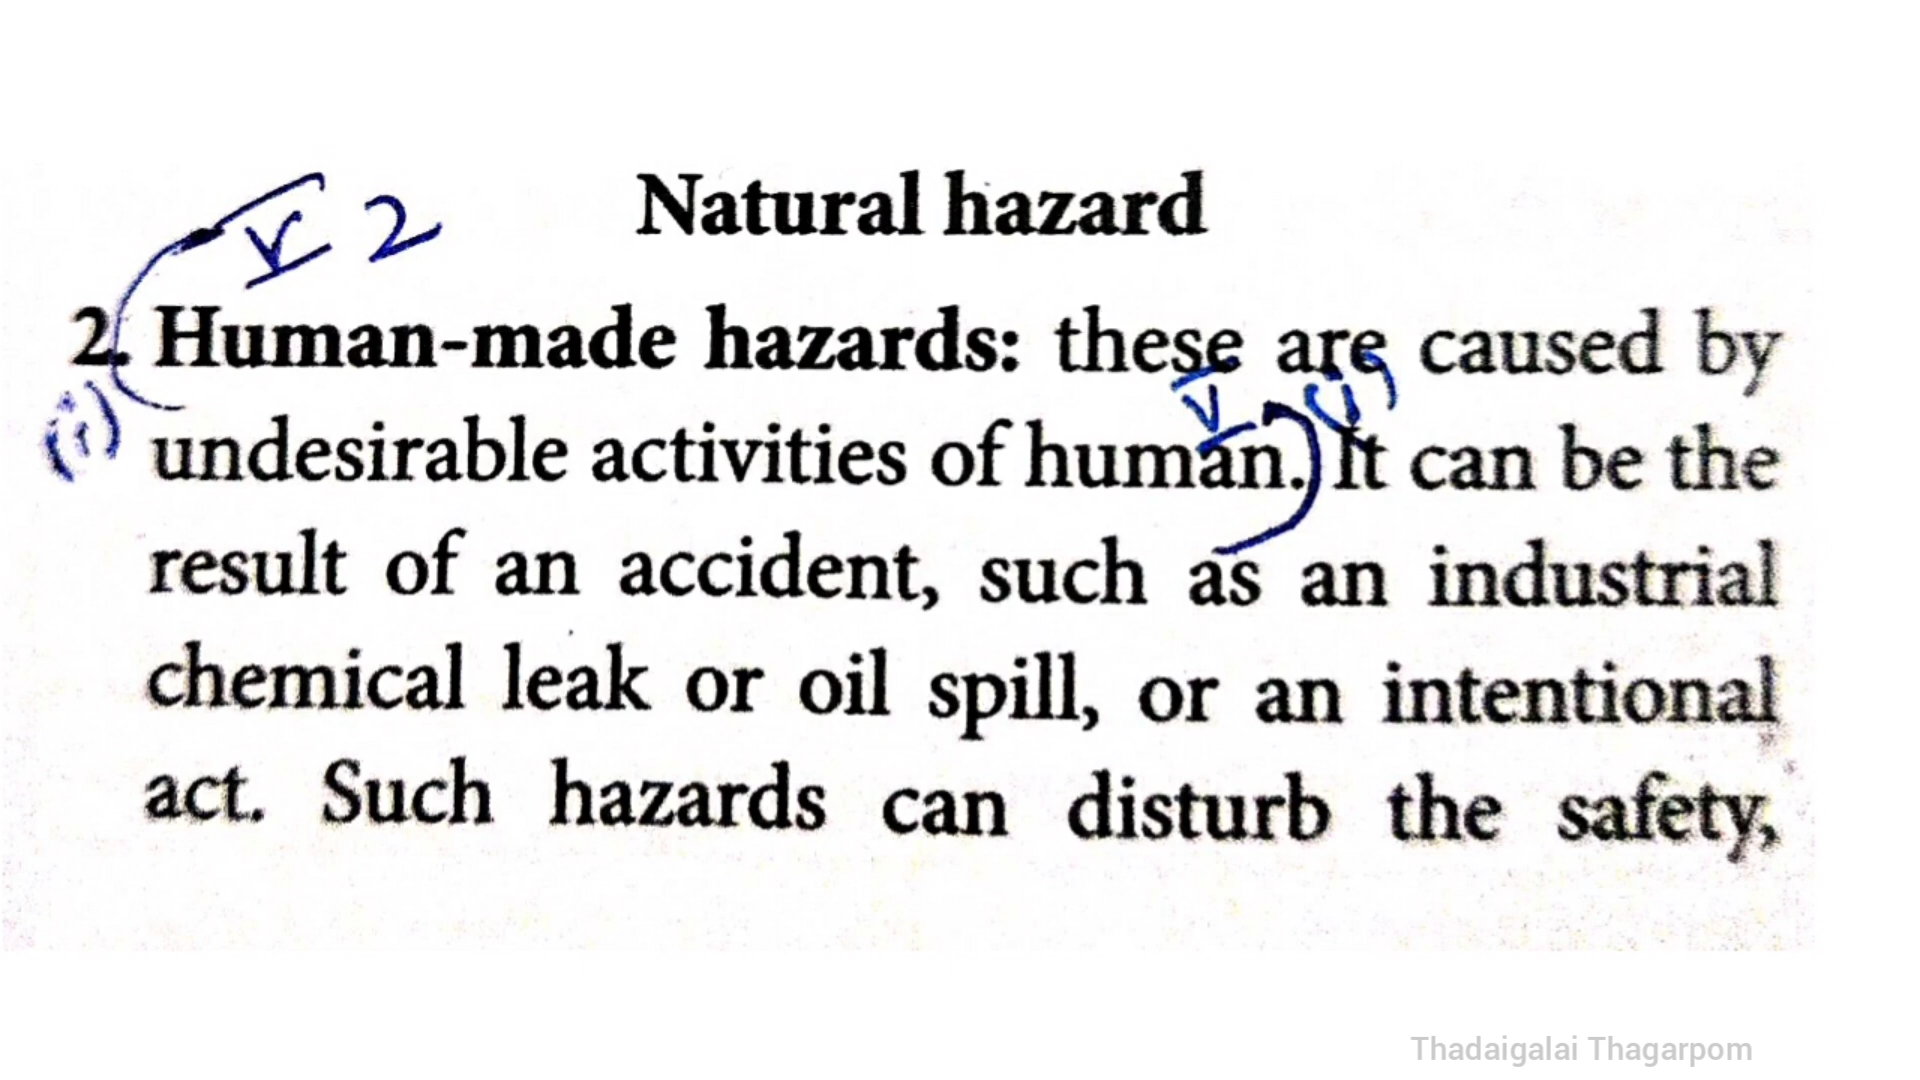 Natural hazard
V 2
2. Human-made hazards: these are caused by
(i)
V (i)
undesirable activities of human. It can be the
result of an accident, such as an industrial
chemical leak or oil spill, or an intentional
act. Such hazards can disturb the safety,
Thadaigalai Thagarpom